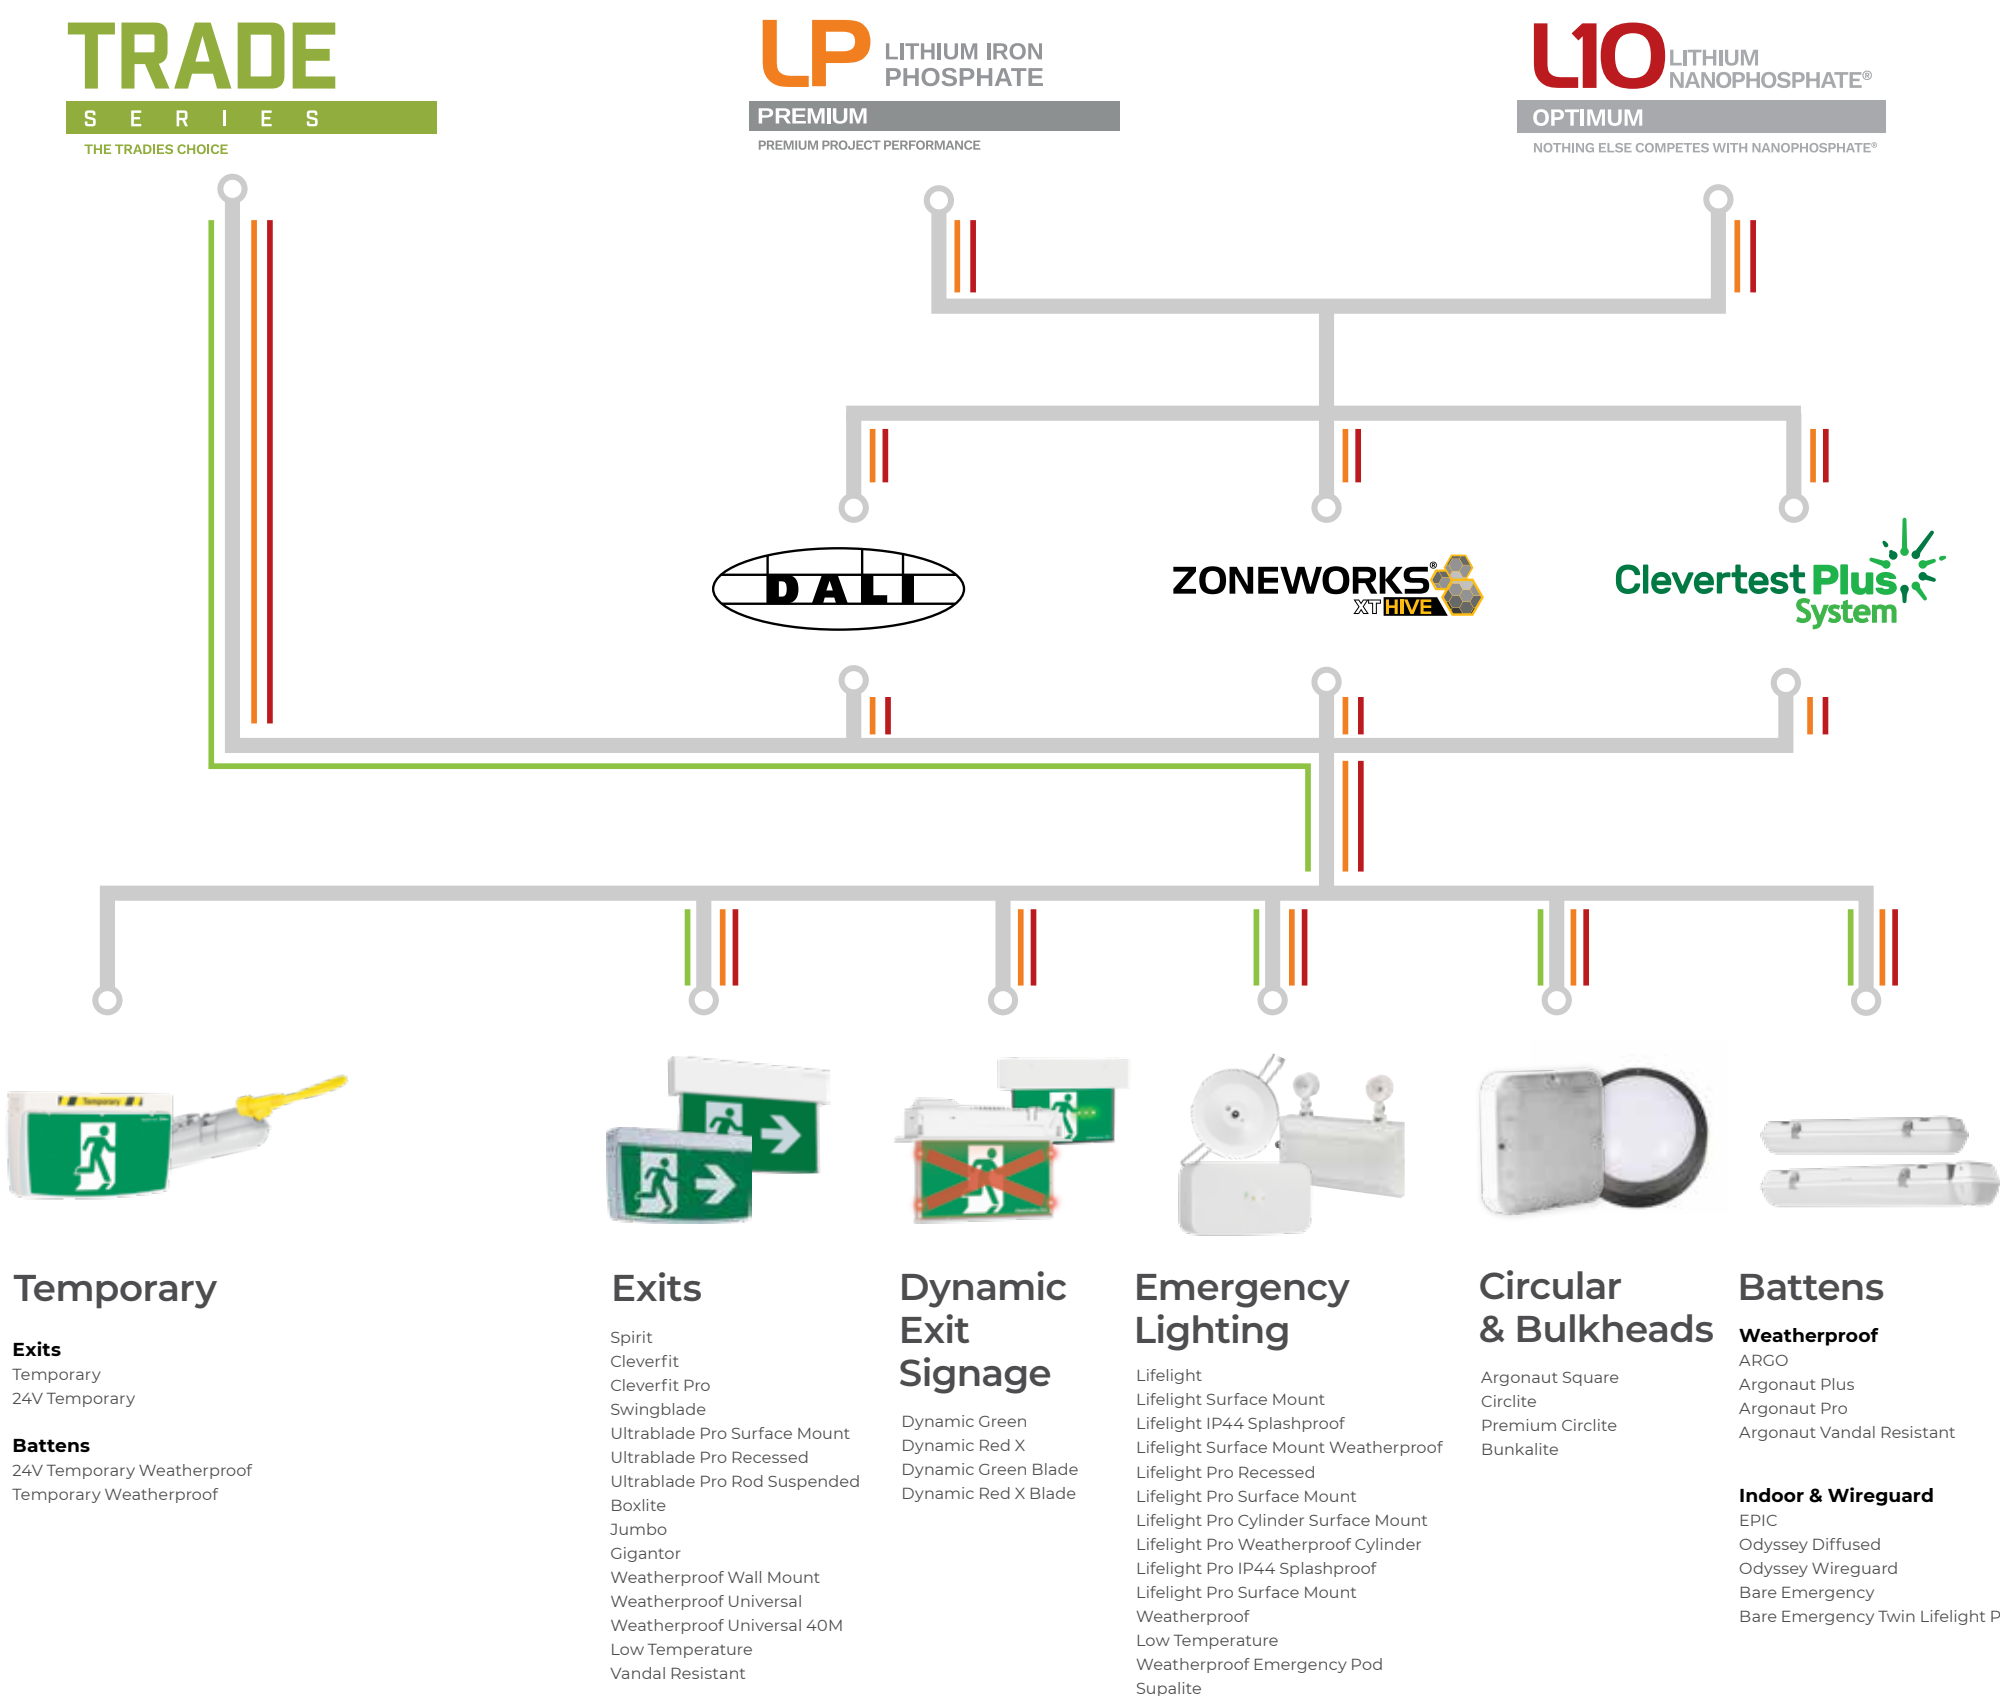 TRADE
SERIES
THE TRADIES CHOICE
LP LITHIUM IRON
PHOSPHATE
PREMIUM
PREMIUM PROJECT PERFORMANCE
L10 LITHIUM
NANOPHOSPHATE®
OPTIMUM
NOTHING ELSE COMPETES WITH NANOPHOSPHATE®
DALI
ZONEWORKS®
XT HIVE
Clevertest Plus
System
Temporary
Temporary
Exits
Temporary
24V Temporary
Battens
24V Temporary Weatherproof
Temporary Weatherproof
Exits
Spirit
Cleverfit
Cleverfit Pro
Swingblade
Ultrablade Pro Surface Mount
Ultrablade Pro Recessed
Ultrablade Pro Rod Suspended
Boxlite
Jumbo
Gigantor
Weatherproof Wall Mount
Weatherproof Universal
Weatherproof Universal 40M
Low Temperature
Vandal Resistant
Dynamic
Exit
Signage
Dynamic Green
Dynamic Red X
Dynamic Green Blade
Dynamic Red X Blade
Emergency
Lighting
Lifelight
Lifelight Surface Mount
Lifelight IP44 Splashproof
Lifelight Surface Mount Weatherproof
Lifelight Pro Recessed
Lifelight Pro Surface Mount
Lifelight Pro Cylinder Surface Mount
Lifelight Pro Weatherproof Cylinder
Lifelight Pro IP44 Splashproof
Lifelight Pro Surface Mount
Weatherproof
Low Temperature
Weatherproof Emergency Pod
Supalite
Circular
& Bulkheads
Argonaut Square
Circlite
Premium Circlite
Bunkalite
Battens
Weatherproof
ARGO
Argonaut Plus
Argonaut Pro
Argonaut Vandal Resistant
Indoor & Wireguard
EPIC
Odyssey Diffused
Odyssey Wireguard
Bare Emergency
Bare Emergency Twin Lifelight P